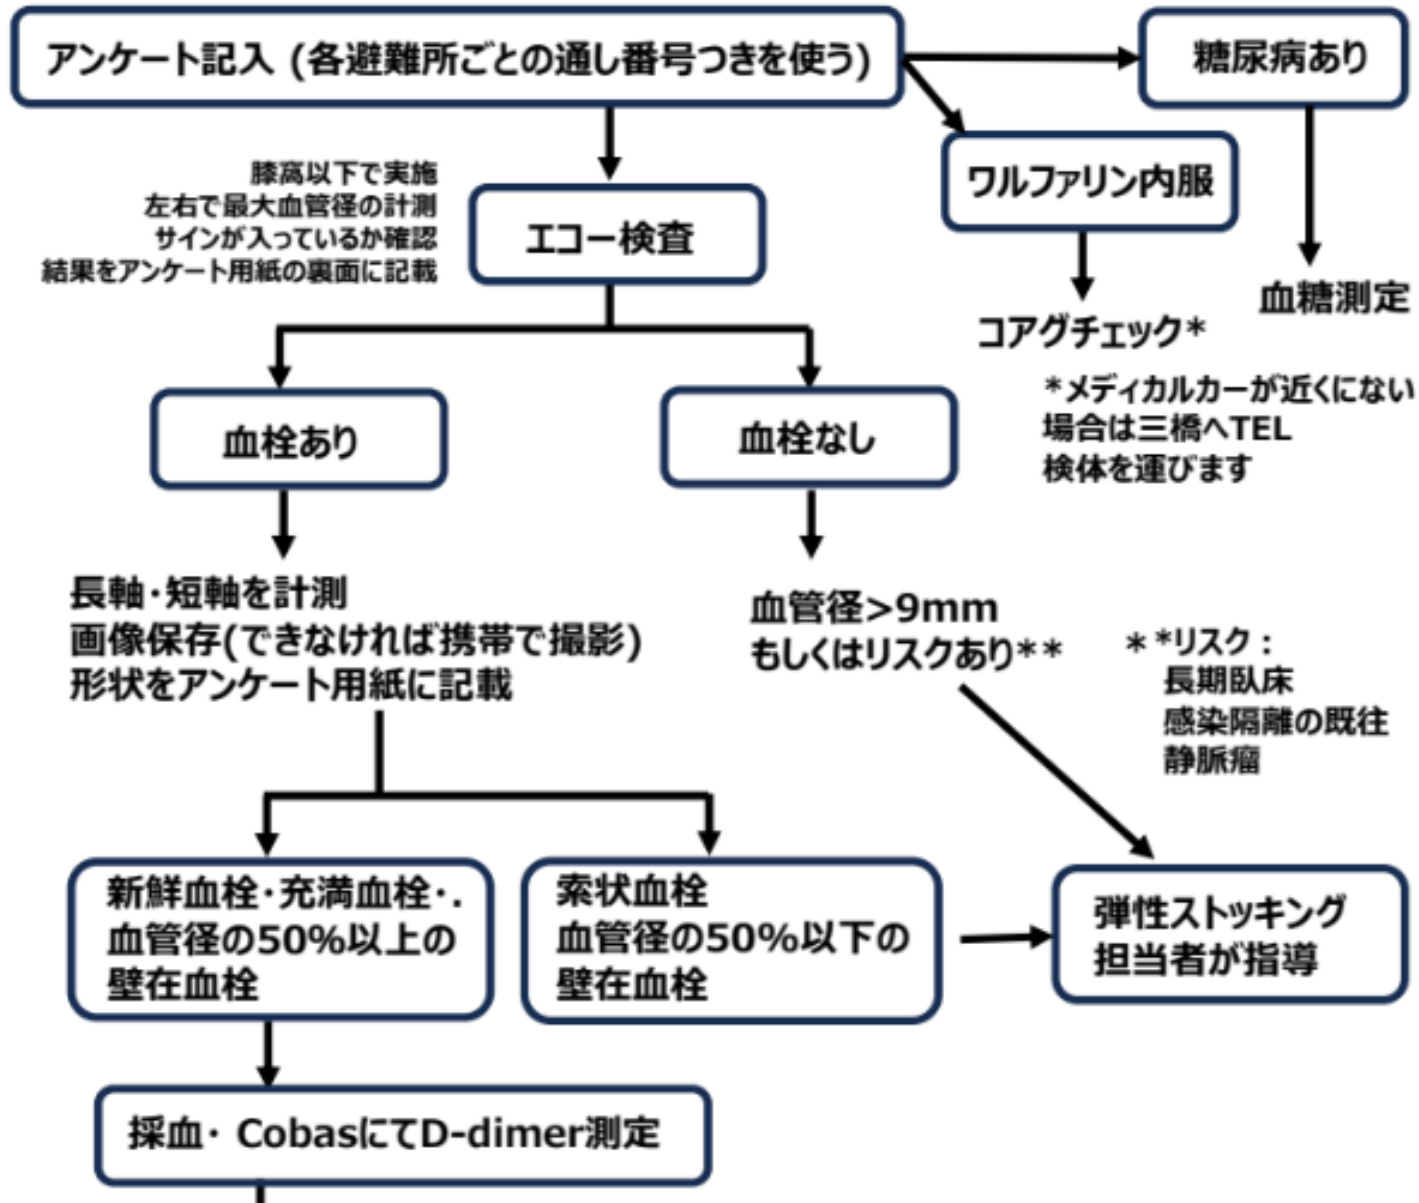 アンケート記入 (各避難所ごとの通し番号つきを使う)
糖尿病あり
ワルファリン内服
膝高以下で実施
左右で最大血管径の計測
サインが入っているか確認
結果をアンケート用紙の裏面に記載
エコー検査
血糖測定
コアグチェック*
*メディカルカーが近くにない
場合は三橋へTEL
検体を運びます
血栓あり
血栓なし
長軸・短軸を計測
画像保存(できなければ携帯で撮影)
形状をアンケート用紙に記載
血管径>9mm
もしくはリスクあり**
**リスク：
長期臥床
感染隔離の既往
静脈瘤
新鮮血栓・充満血栓・.
血管径の50%以上の
壁在血栓
索状血栓
血管径の50%以下の
壁在血栓
弾性ストッキング
担当者が指導
採血・ CobasにてD-dimer測定